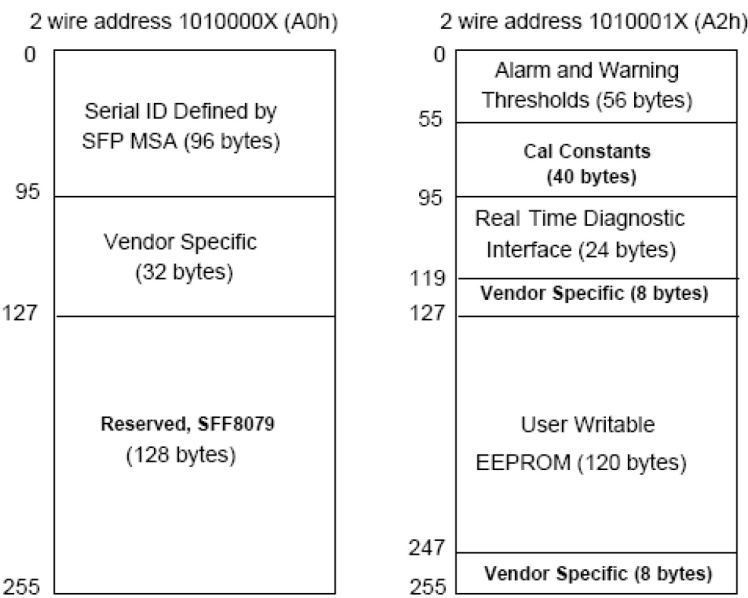 2 wire address 1010000X (A0h)
0
Serial ID Defined by
SFP MSA (96 bytes)
95
Vendor Specific
(32 bytes)
127
Reserved, SFF8079
(128 bytes)
255
2 wire address 1010001X (A2h)
0
Alarm and Warning
Thresholds (56 bytes)
55
Cal Constants
(40 bytes)
95
Real Time Diagnostic
Interface (24 bytes)
119
Vendor Specific (8 bytes)
127
User Writable
EEPROM (120 bytes)
247
Vendor Specific (8 bytes)
255